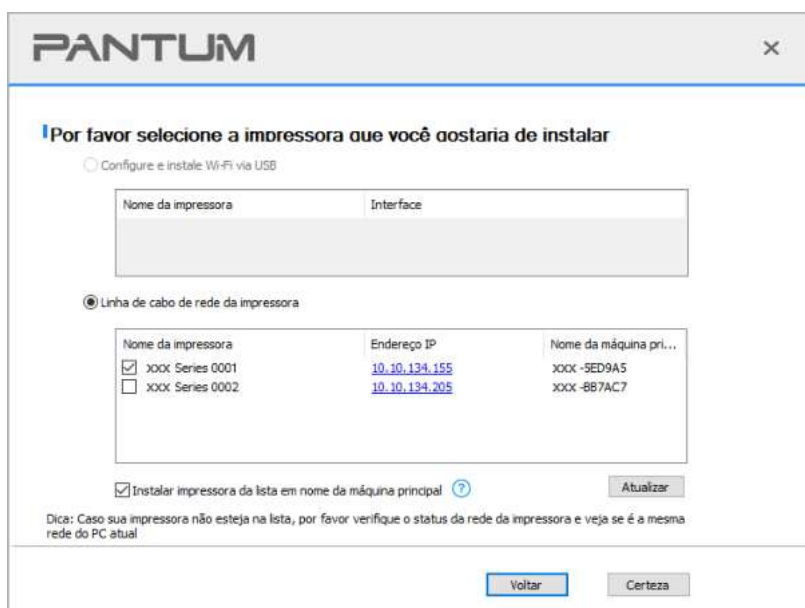 PANTUM
Por favor selecione a impressora que você gostaria de instalar
Configure e instale Wi-Fi via USB
Nome da impressora Interface
Linha de cabo de rede da impressora
Nome da impressora Endereço IP Nome da máquina pri...
XXX Series 0001 10.10.134.155 XXX -5ED9A5
XXX Series 0002 10.10.134.205 XXX -BB7AC7
Instalar impressora da lista em nome da máquina principal ? Atualizar
Dica: Caso sua impressora não esteja na lista, por favor verifique o status da rede da impressora e veja se é a mesma
rede do PC atual
Voltar Certeza